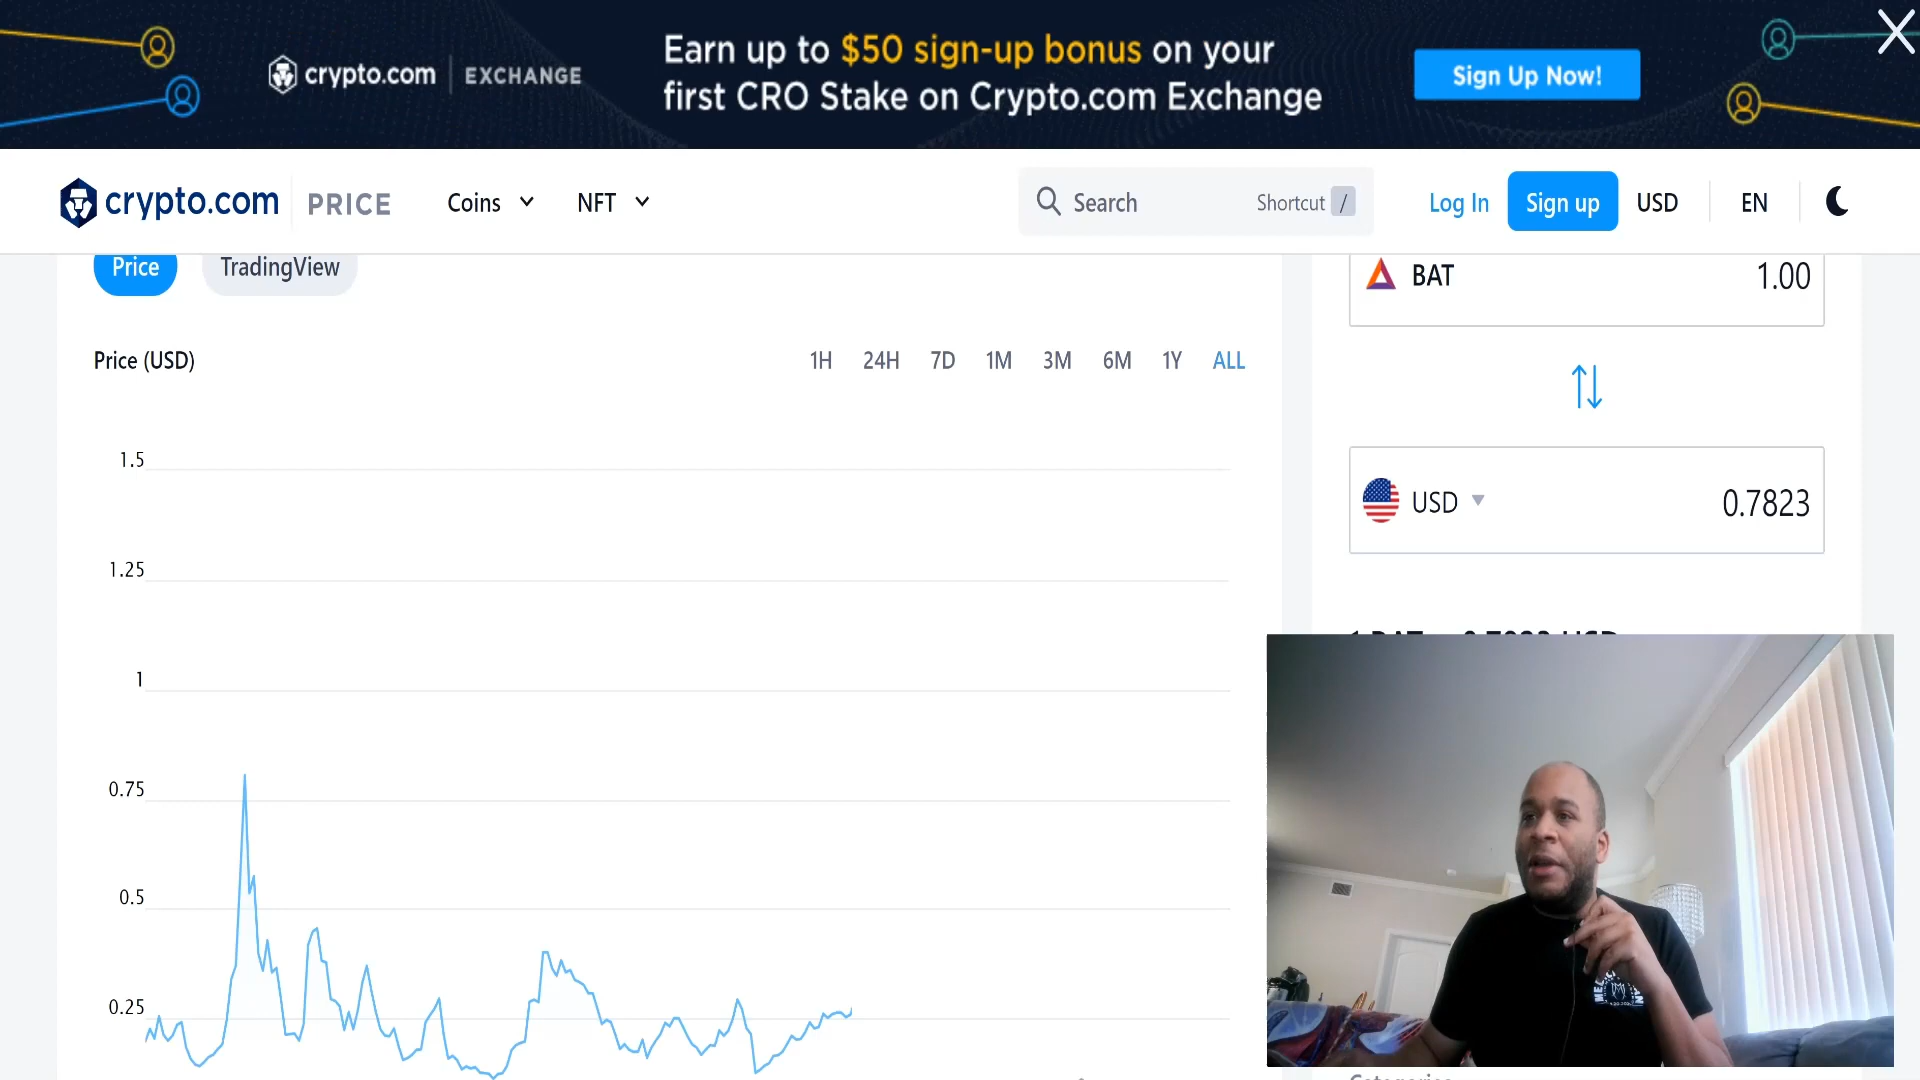 crypto.com EXCHANGE
Earn up to $50 sign-up bonus on your
first CRO Stake on Crypto.com Exchange
Sign Up Now!
crypto.com PRICE
Coins
NFT
Search
Shortcut /
Log In
Sign up
USD
EN
Price
TradingView
Price (USD)
1H 24H 7D 1M 3M 6M 1Y ALL
1.5
1.25
1
0.75
0.5
0.25
BAT 1.00
USD 0.7823